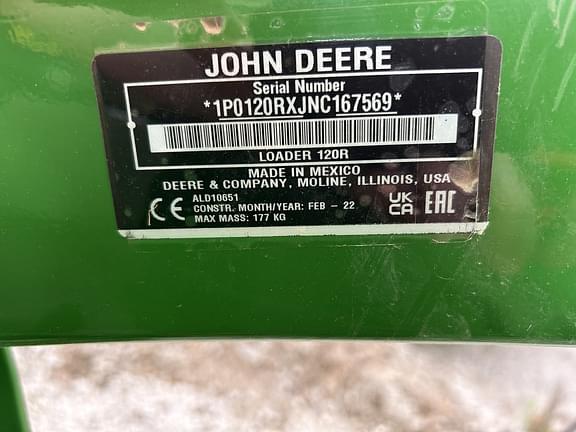 JOHN DEERE
Serial Number
*1P0120RXJNC167569*
LOADER 120R
MADE IN MEXICO
DEERE & COMPANY, MOLINE, ILLINOIS, USA
ALD10651
CE CONSTR. MONTH/YEAR: FEB - 22 UK CA EAC
MAX MASS: 177 KG